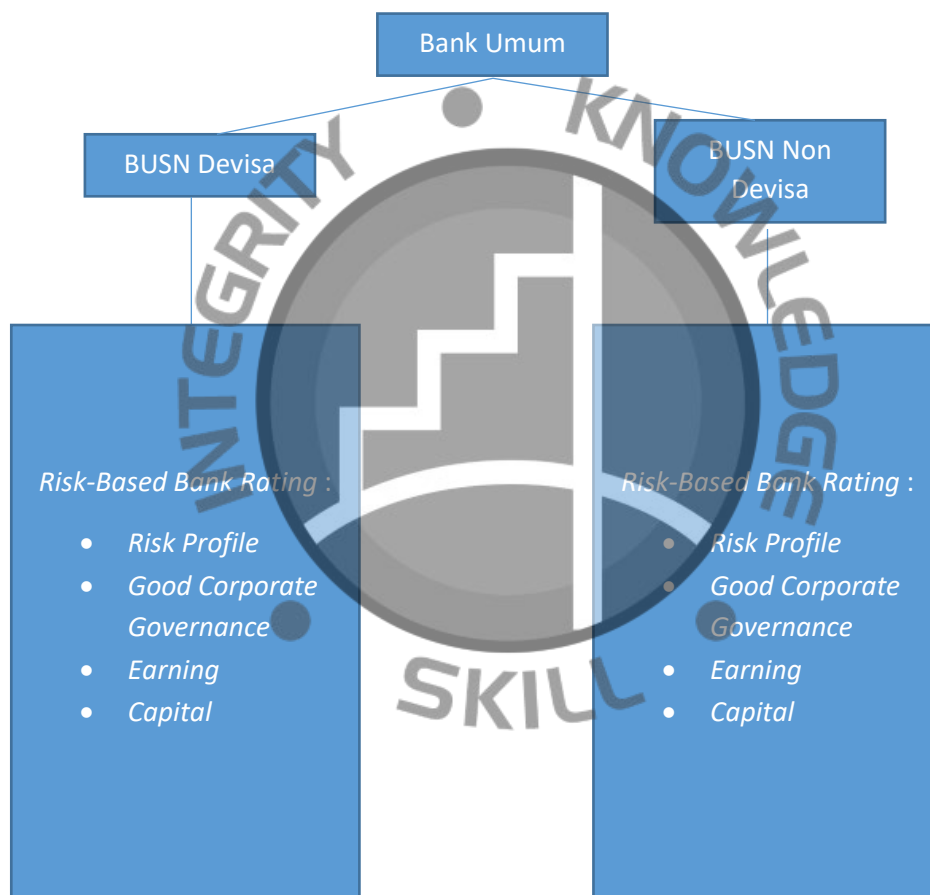 Bank Umum
BUSN Devisa
BUSN Non
Devisa
INTEGRITY • KNOWLEDGE • SKILL •
Risk-Based Bank Rating :
• Risk Profile
• Good Corporate
Governance
• Earning
• Capital
Risk-Based Bank Rating :
• Risk Profile
• Good Corporate
Governance
• Earning
• Capital